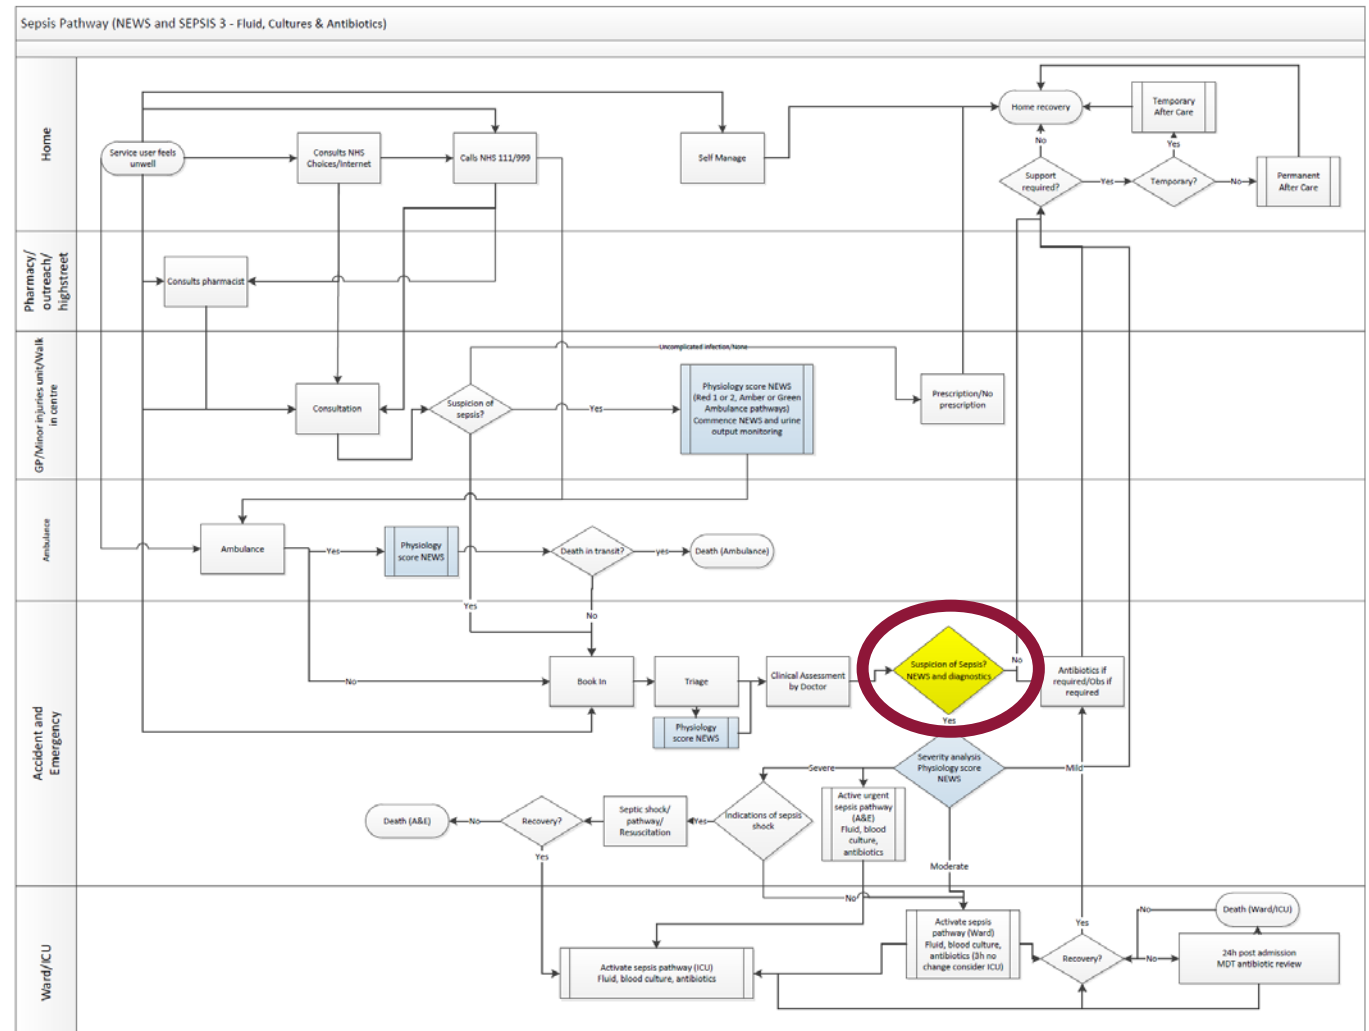 Sepsis Pathway (NEWS and SEPSIS 3 - Fluid, Cultures & Antibiotics)
Home
Service user feels
unwell
Consults NHS
Choices/Internet
Calls NHS 111/999
Self Manage
Home recovery
Temporary
After Care
No
Yes
Support
required?
Yes
Temporary?
No
Permanent
After Care
Pharmacy/
outreach/
highstreet
Consults pharmacist
GP/Minor injuries unit/Walk
in centre
Uncomplicated infection/None
Consultation
Suspicion of
sepsis?
Yes
Physiology score NEWS
(Red 1 or 2, Amber or Green
Ambulance pathways)
Commence NEWS and urine
output monitoring
Prescription/No
prescription
Ambulance
Ambulance
Yes
Physiology
score NEWS
Death in transit?
yes
Death (Ambulance)
Yes
No
Accident and
Emergency
No
Book In
Triage
Physiology
score NEWS
Clinical Assessment
by Doctor
Suspicion of Sepsis?
NEWS and diagnostics
No
Antibiotics if
required/Obs if
required
Yes
Severity analysis
Physiology score
NEWS
Severe
Mild
Moderate
Death (A&E)
No
Recovery?
Yes
Septic shock/
pathway/
Resuscitation
Yes
Indications of sepsis
shock
Active urgent
sepsis pathway
(A&E)
Fluid, blood
culture,
antibiotics
No
Ward/ICU
Activate sepsis pathway (ICU)
Fluid, blood culture, antibiotics
Activate sepsis
pathway (Ward)
Fluid, blood culture,
antibiotics (3h no
change consider ICU)
Yes
Recovery?
No
No
Death (Ward/ICU)
24h post admission
MDT antibiotic review